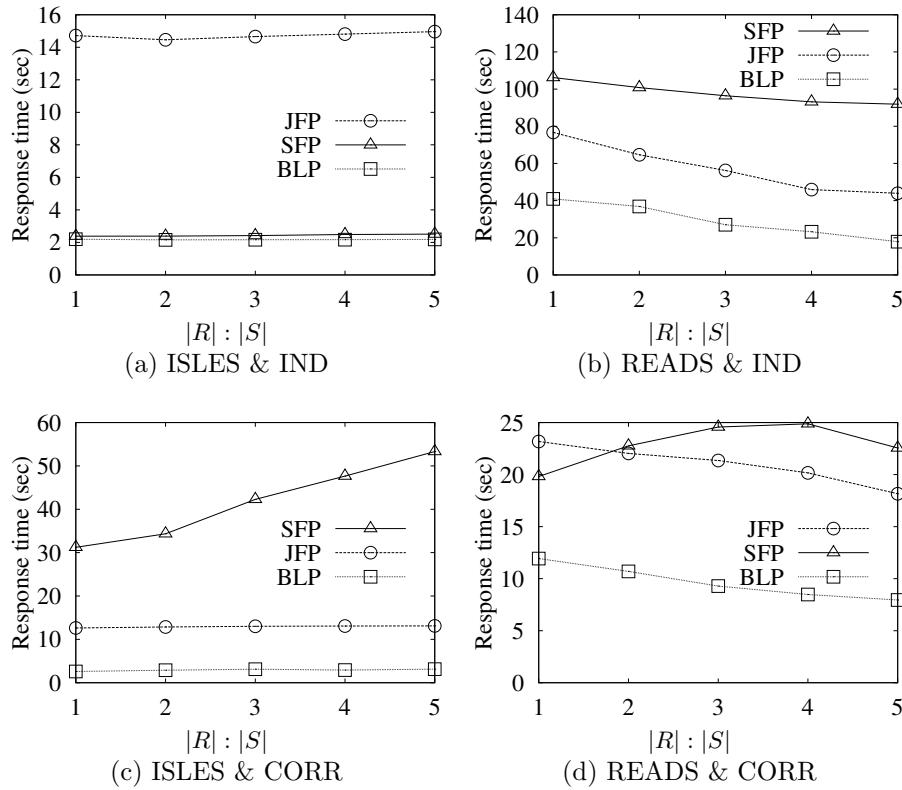 16
14
12
10
8
6
4
2
0
Response time (sec)
JFP
SFP
BLP
1 2 3 4 5
|R| : |S|
(a) ISLES & IND
140
120
100
80
60
40
20
0
Response time (sec)
SFP
JFP
BLP
1 2 3 4 5
|R| : |S|
(b) READS & IND
60
50
40
30
20
10
0
Response time (sec)
SFP
JFP
BLP
1 2 3 4 5
|R| : |S|
(c) ISLES & CORR
25
20
15
10
5
0
Response time (sec)
JFP
SFP
BLP
1 2 3 4 5
|R| : |S|
(d) READS & CORR